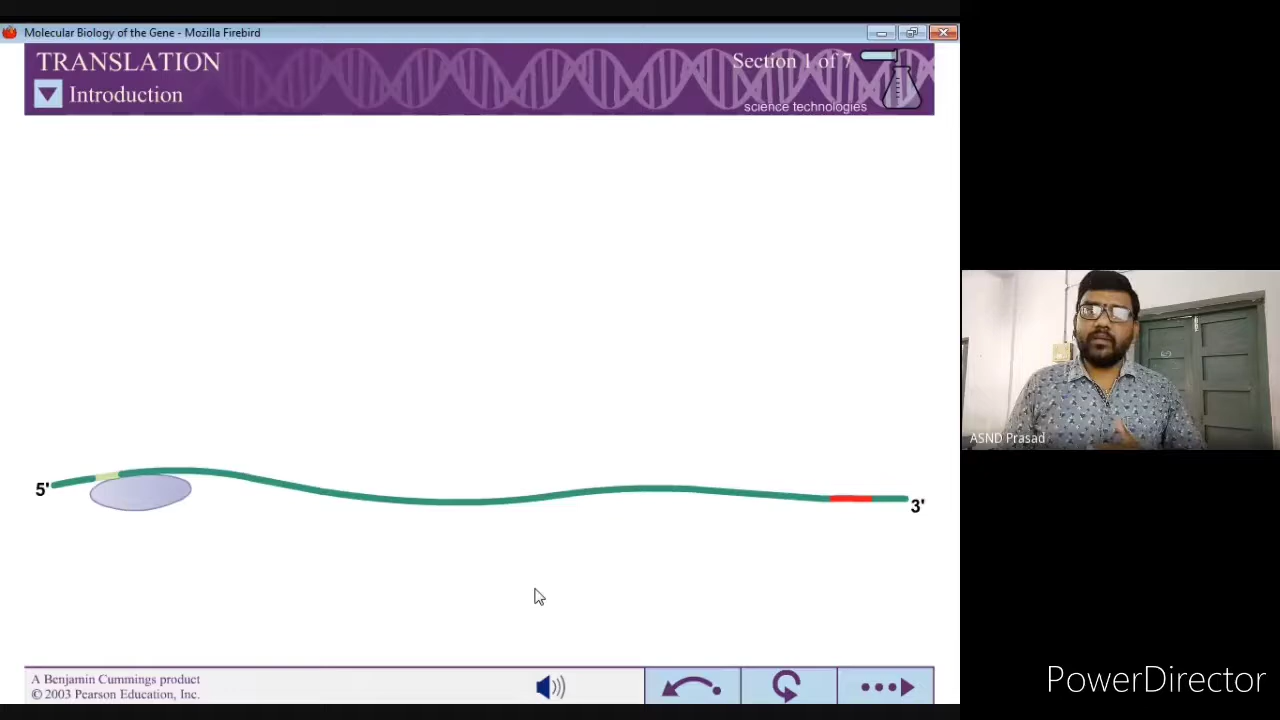 Molecular Biology of the Gene - Mozilla Firebird
TRANSLATION
Section 1 of 7
Introduction
science technologies
5'
3'
ASND Prasad
A Benjamin Cummings product
© 2003 Pearson Education, Inc.
PowerDirector